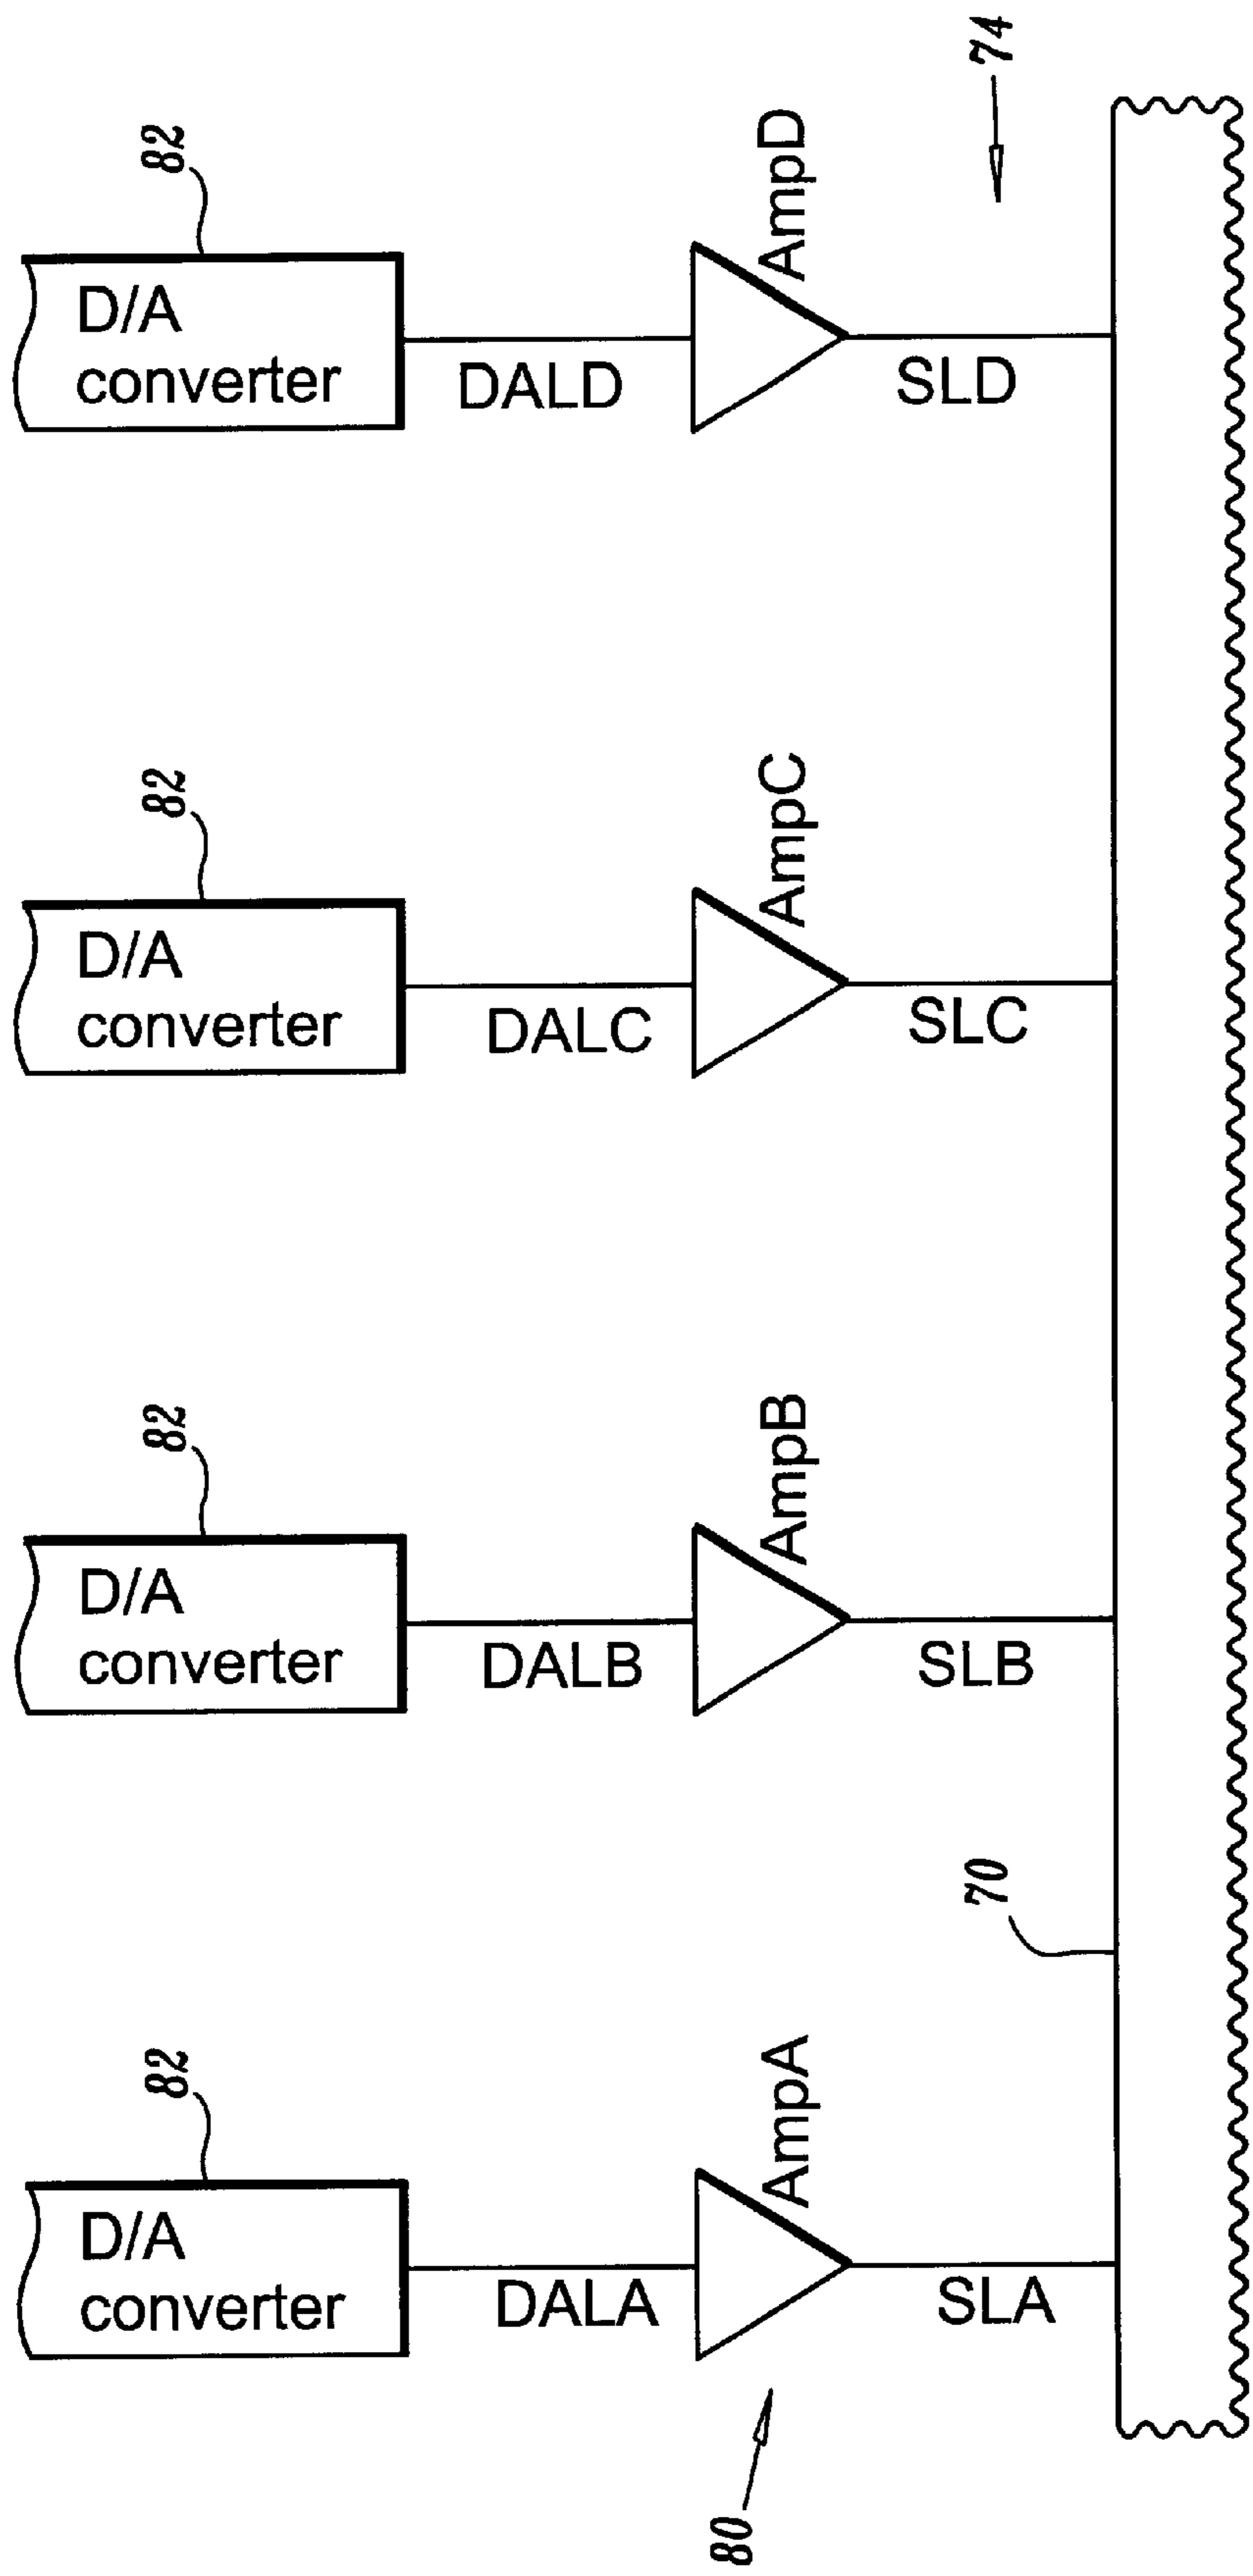 82
D/A
converter
DALD
AmpD
SLD
74
82
D/A
converter
DALC
AmpC
SLC
82
D/A
converter
DALB
AmpB
SLB
70
82
D/A
converter
DALA
AmpA
SLA
80